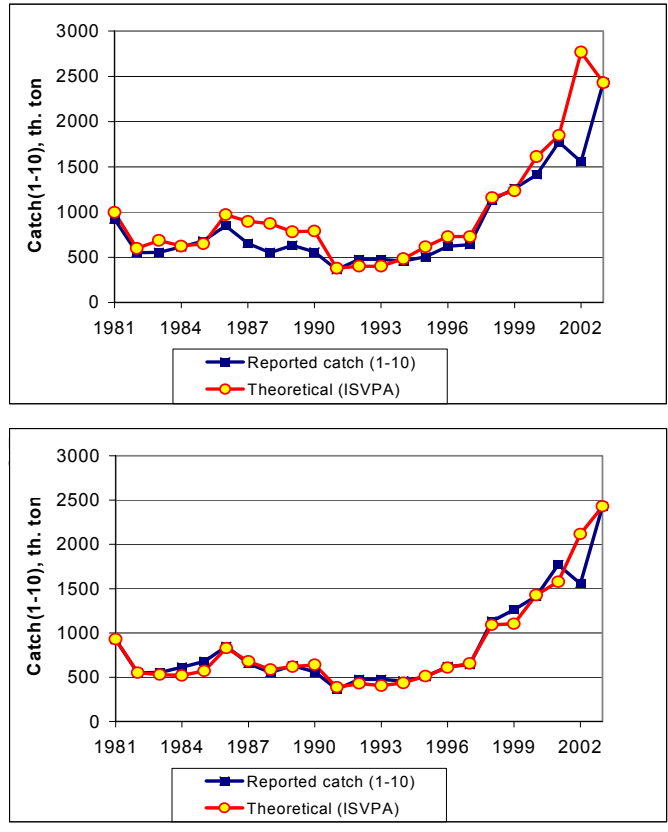 3000
2500
2000
1500
1000
500
0
Catch(1-10), th. ton
1981 1984 1987 1990 1993 1996 1999 2002
Reported catch (1-10)
Theoretical (ISVPA)
3000
2500
2000
1500
1000
500
0
Catch(1-10), th. ton
1981 1984 1987 1990 1993 1996 1999 2002
Reported catch (1-10)
Theoretical (ISVPA)